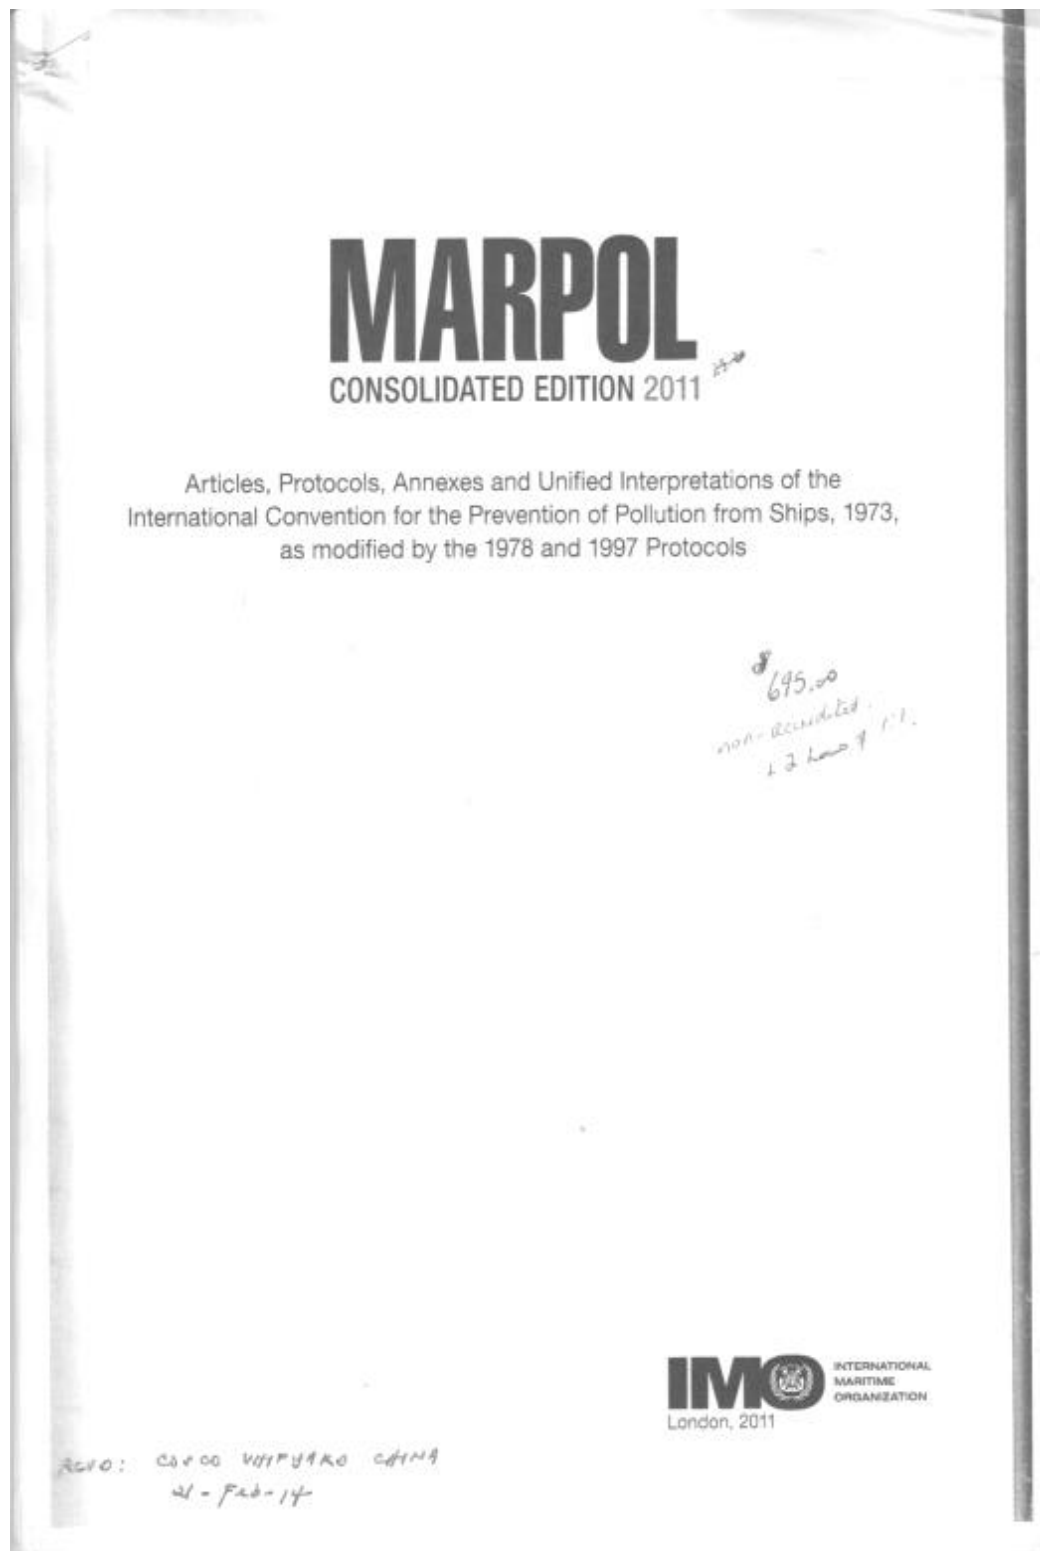 MARPOL
CONSOLIDATED EDITION 2011
Articles, Protocols, Annexes and Unified Interpretations of the
International Convention for the Prevention of Pollution from Ships, 1973,
as modified by the 1978 and 1997 Protocols
$
695.00
non-accredited
IMO
INTERNATIONAL
MARITIME
ORGANIZATION
London, 2011
RCVD: COSCO SHIPYARD CHINA
21-Feb-14